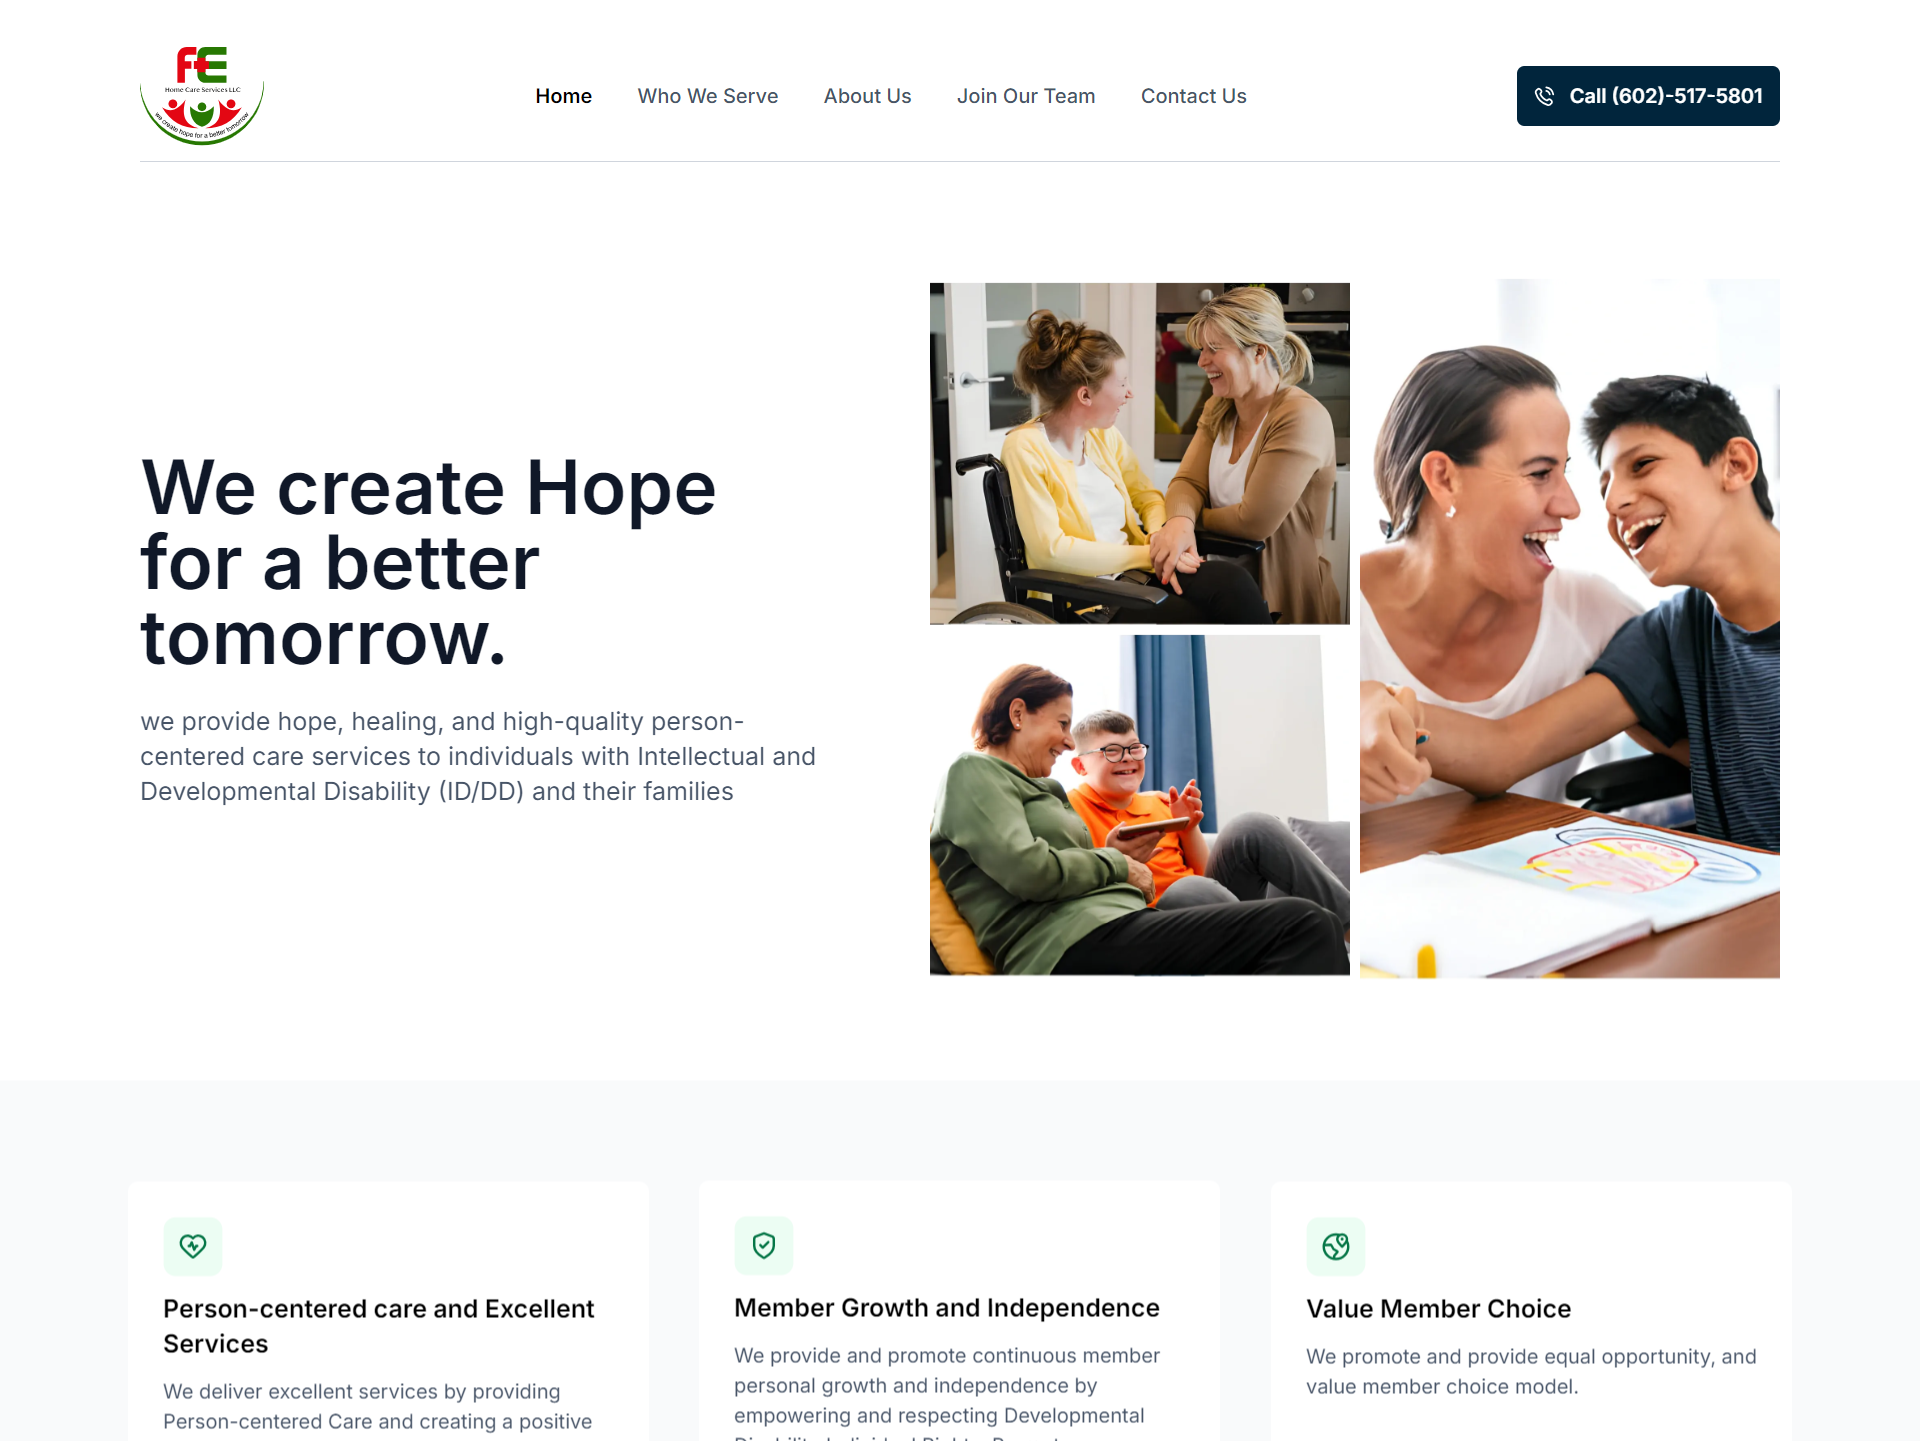 FE
Home Care Services LLC
we create hope for a better tomorrow
Home
Who We Serve
About Us
Join Our Team
Contact Us
Call (602)-517-5801
We create Hope
for a better
tomorrow.
we provide hope, healing, and high-quality person-
centered care services to individuals with Intellectual and
Developmental Disability (ID/DD) and their families
Person-centered care and Excellent
Services
We deliver excellent services by providing
Person-centered Care and creating a positive
Member Growth and Independence
We provide and promote continuous member
personal growth and independence by
empowering and respecting Developmental
Value Member Choice
We promote and provide equal opportunity, and
value member choice model.